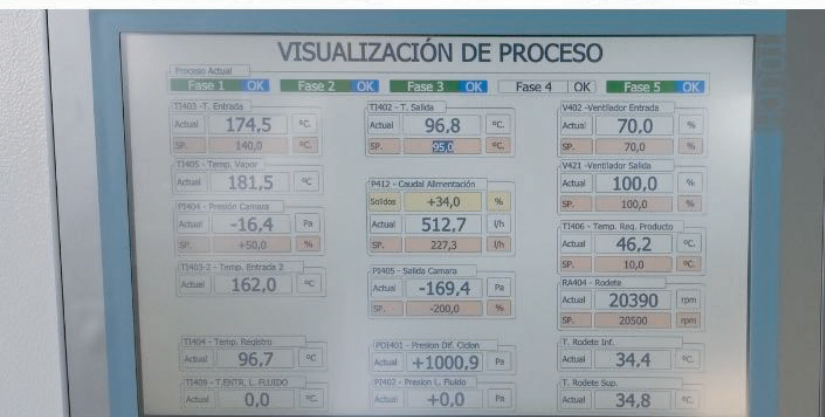 VISUALIZACIÓN DE PROCESO
Proceso Actual
Fase 1 OK Fase 2 OK Fase 3 OK Fase 4 OK Fase 5 OK
TI403 -T. Entrada
Actual 174,5 ºC.
SP. 140,0 ºC.
TI405 - Temp. Vapor
Actual 181,5 ºC
PI404 - Presión Camara
Actual -16,4 Pa
SP. +50,0 %
TI403-2 - Temp. Entrada 2
Actual 162,0 ºC
TI404 - Temp. Registro
Actual 96,7 ºC
TI409 - T.ENTR. L. FLUIDO
Actual 0,0 ºC.
TI402 - T. Salida
Actual 96,8 ºC.
SP. 95,0 ºC.
P412 - Caudal Alimentación
Solidos +34,0 %
Actual 512,7 l/h
SP. 227,3 l/h
PI405 - Salida Camara
Actual -169,4 Pa
SP. -200,0 %
PDI401 - Presion Dif. Ciclon
Actual +1000,9 Pa
PI402 - Presion L. Fluido
Actual +0,0 Pa
V402 -Ventilador Entrada
Actual 70,0 %
SP. 70,0 %
V421 -Ventilador Salida
Actual 100,0 %
SP. 100,0 %
TI406 - Temp. Reg. Producto
Actual 46,2 ºC.
SP. 10,0 ºC.
RA404 - Rodete
Actual 20390 rpm
SP. 20500 rpm
T. Rodete Inf.
Actual 34,4 ºC.
T. Rodete Sup.
Actual 34,8 ºC.